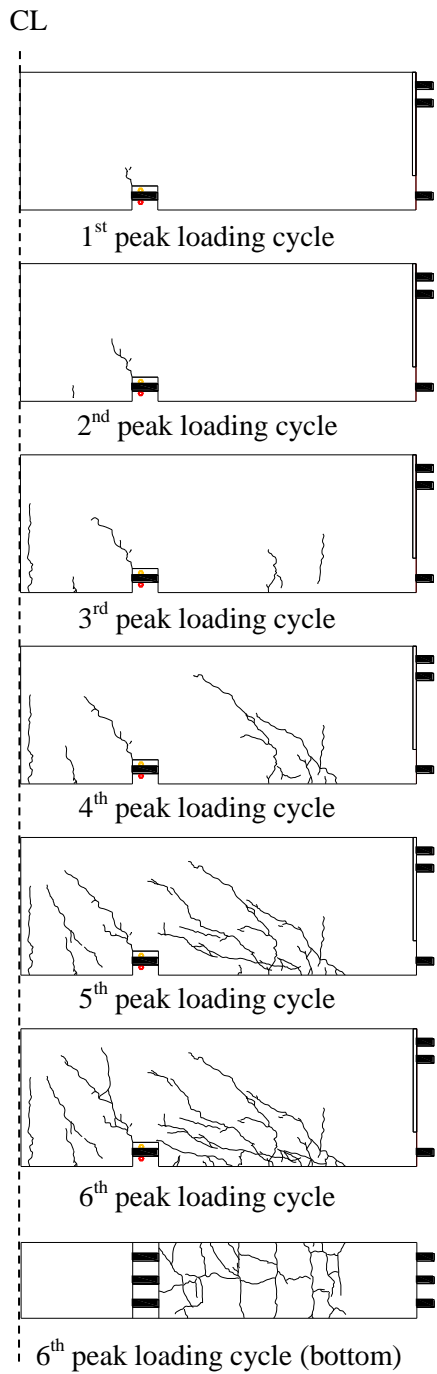 CL
1st peak loading cycle
2nd peak loading cycle
3rd peak loading cycle
4th peak loading cycle
5th peak loading cycle
6th peak loading cycle
6th peak loading cycle (bottom)